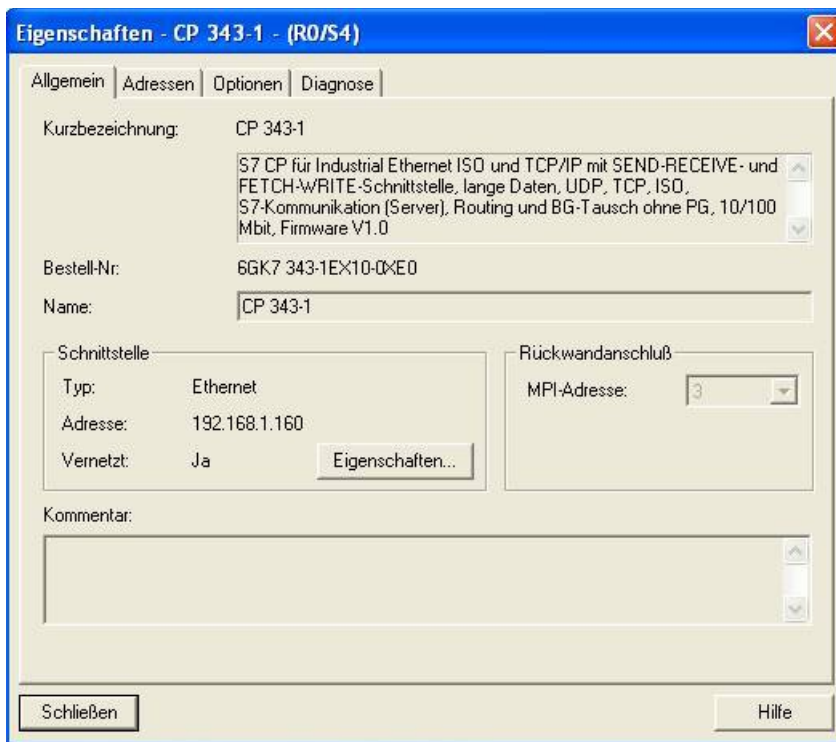 Eigenschaften - CP 343-1 - (R0/S4)
Allgemein Adressen Optionen Diagnose
Kurzbezeichnung: CP 343-1
S7 CP für Industrial Ethernet ISO und TCP/IP mit SEND-RECEIVE- und
FETCH-WRITE-Schnittstelle, lange Daten, UDP, TCP, ISO,
S7-Kommunikation (Server), Routing und BG-Tausch ohne PG, 10/100
Mbit, Firmware V1.0
Bestell-Nr: 6GK7 343-1EX10-0XE0
Name: CP 343-1
Schnittstelle
Typ: Ethernet
Adresse: 192.168.1.160
Vernetzt: Ja Eigenschaften...
Rückwandanschluß
MPI-Adresse: 3
Kommentar:
Schließen Hilfe